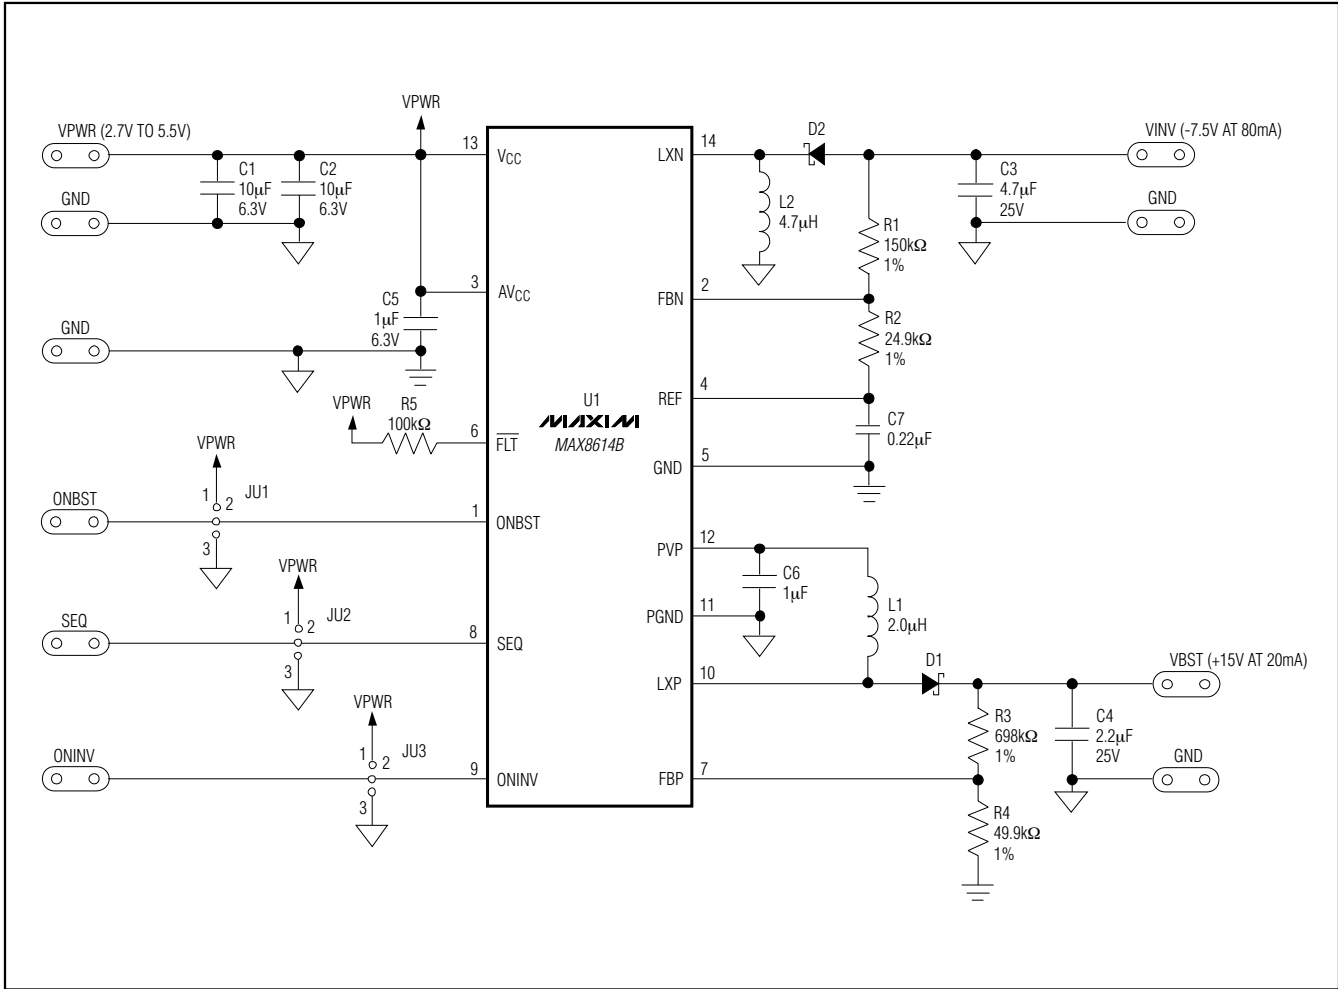 VPWR
VPWR (2.7V TO 5.5V)
13
VCC
C1
10µF
6.3V
C2
10µF
6.3V
GND
3
AVCC
C5
1µF
6.3V
GND
VPWR
R5
100kΩ
6
FLT
VPWR
1
2
JU1
3
ONBST
1
ONBST
VPWR
1
2
JU2
3
SEQ
8
SEQ
VPWR
1
2
JU3
3
ONINV
9
ONINV
U1
MAXIM
MAX8614B
LXN
14
D2
VINV (-7.5V AT 80mA)
L2
4.7µH
C3
4.7µF
25V
GND
R1
150kΩ
1%
FBN
2
R2
24.9kΩ
1%
REF
4
C7
0.22µF
GND
5
PVP
12
C6
1µF
PGND
11
L1
2.0µH
LXP
10
D1
VBST (+15V AT 20mA)
R3
698kΩ
1%
C4
2.2µF
25V
GND
FBP
7
R4
49.9kΩ
1%